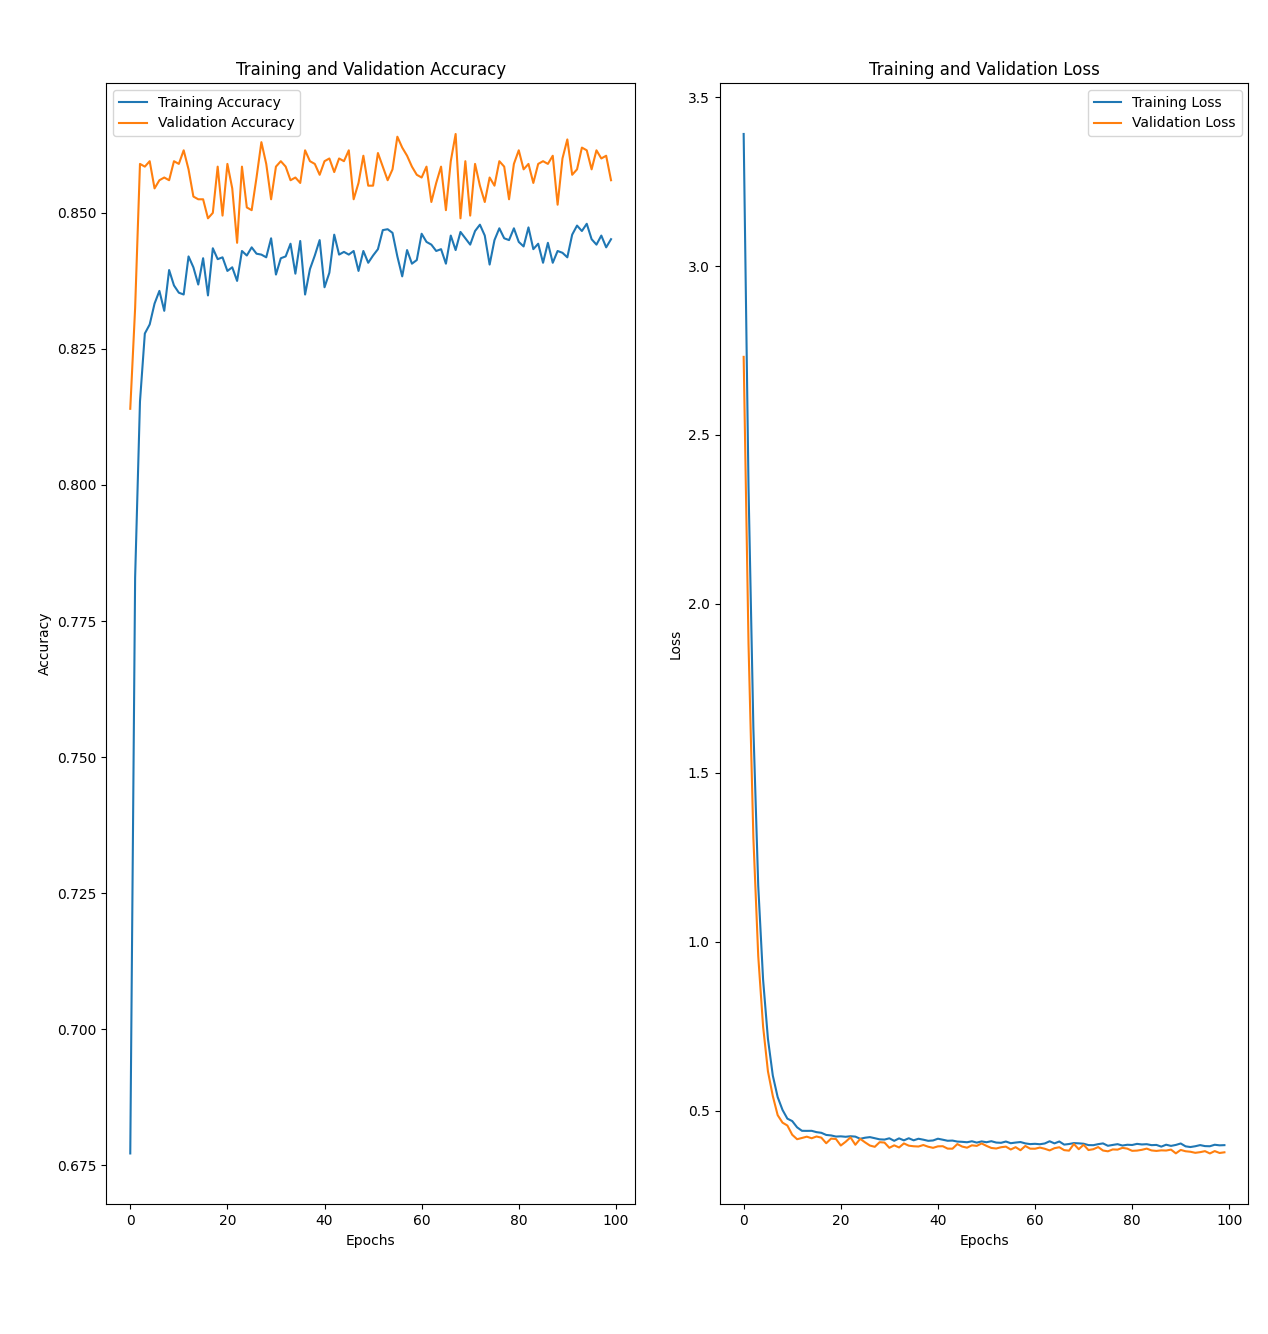 Training and Validation Accuracy
Training Accuracy
Validation Accuracy
0.850
0.825
0.800
0.775
0.750
0.725
0.700
0.675
Accuracy
0 20 40 60 80 100
Epochs
Training and Validation Loss
Training Loss
Validation Loss
3.5
3.0
2.5
2.0
1.5
1.0
0.5
Loss
0 20 40 60 80 100
Epochs